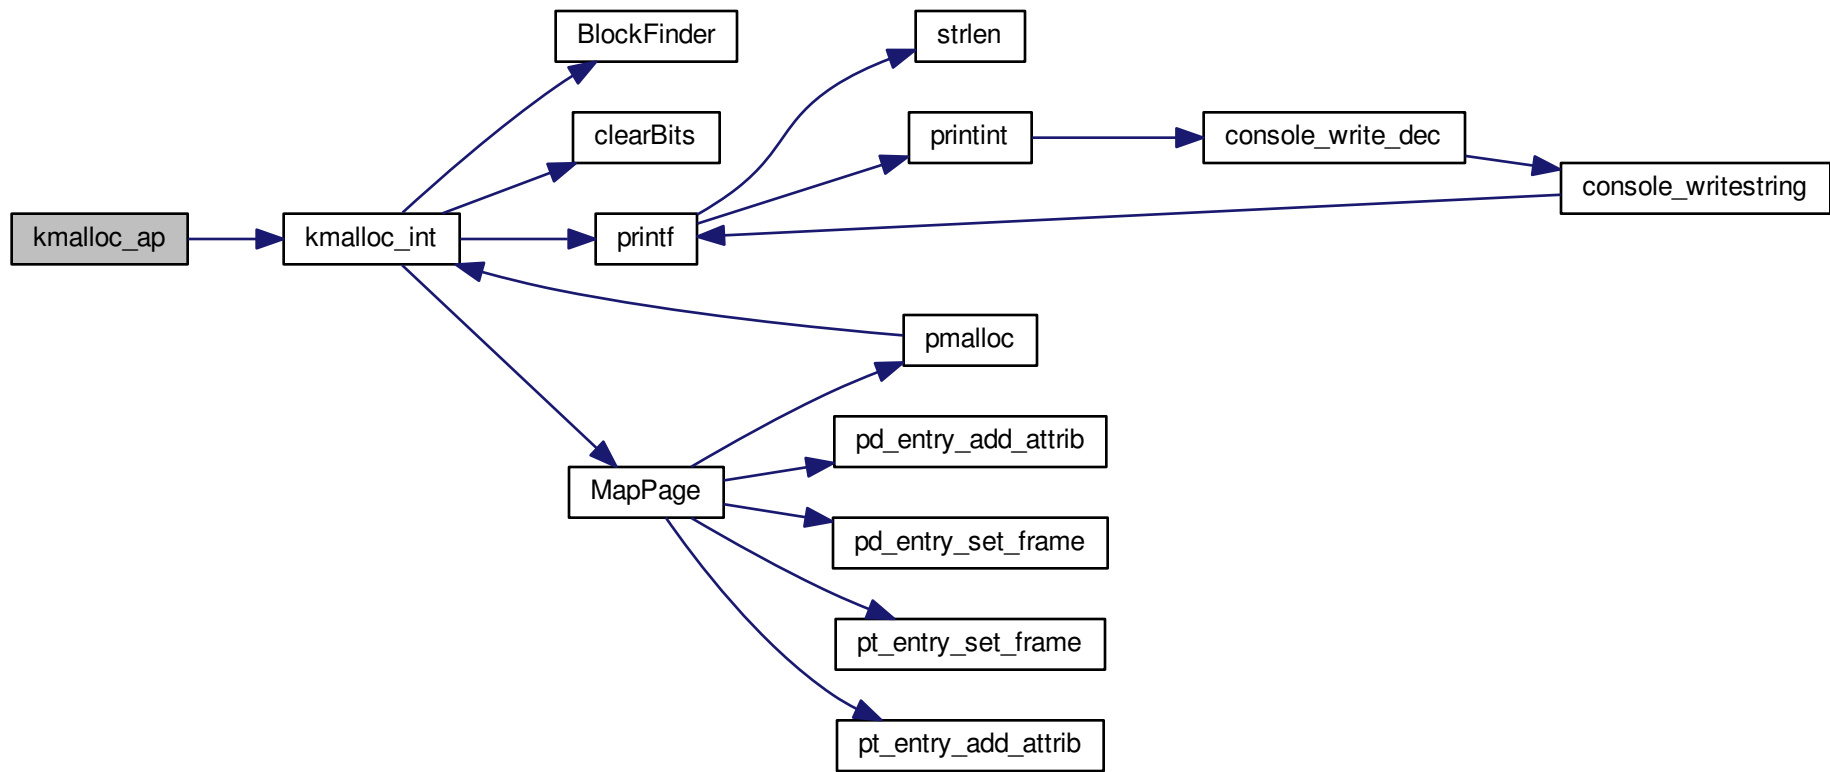 BlockFinder
strlen
clearBits
printint
console_write_dec
console_writestring
kmalloc_ap
kmalloc_int
printf
pmalloc
pd_entry_add_attrib
MapPage
pd_entry_set_frame
pt_entry_set_frame
pt_entry_add_attrib